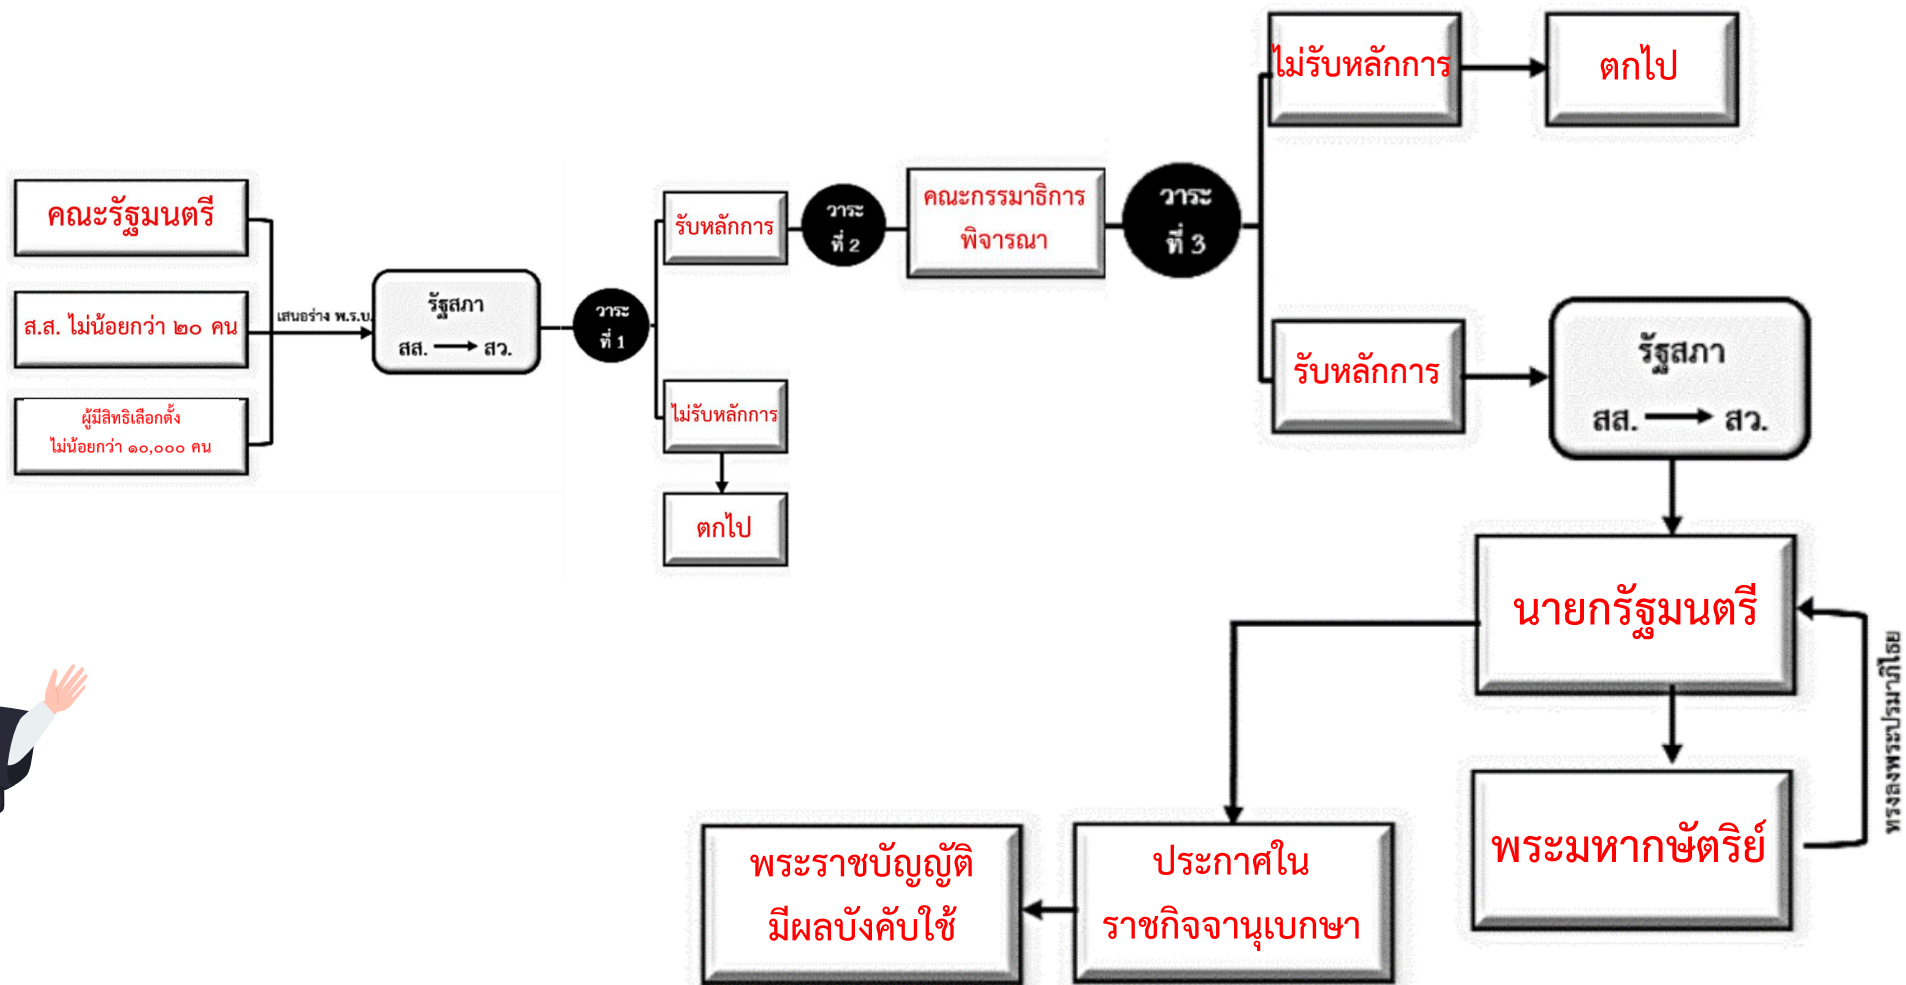 คณะรัฐมนตรี
ส.ส. ไม่น้อยกว่า ๒๐ คน
ผู้มีสิทธิเลือกตั้ง
ไม่น้อยกว่า ๑๐,๐๐๐ คน
เสนอร่าง พ.ร.บ.
รัฐสภา
สส. สว.
วาระ
ที่ 1
รับหลักการ
ไม่รับหลักการ
ตกไป
วาระ
ที่ 2
คณะกรรมาธิการ
พิจารณา
วาระ
ที่ 3
ไม่รับหลักการ
ตกไป
รับหลักการ
รัฐสภา
สส. สว.
นายกรัฐมนตรี
พระมหากษัตริย์
ทรงลงพระปรมาภิไธย
ประกาศใน
ราชกิจจานุเบกษา
พระราชบัญญัติ
มีผลบังคับใช้